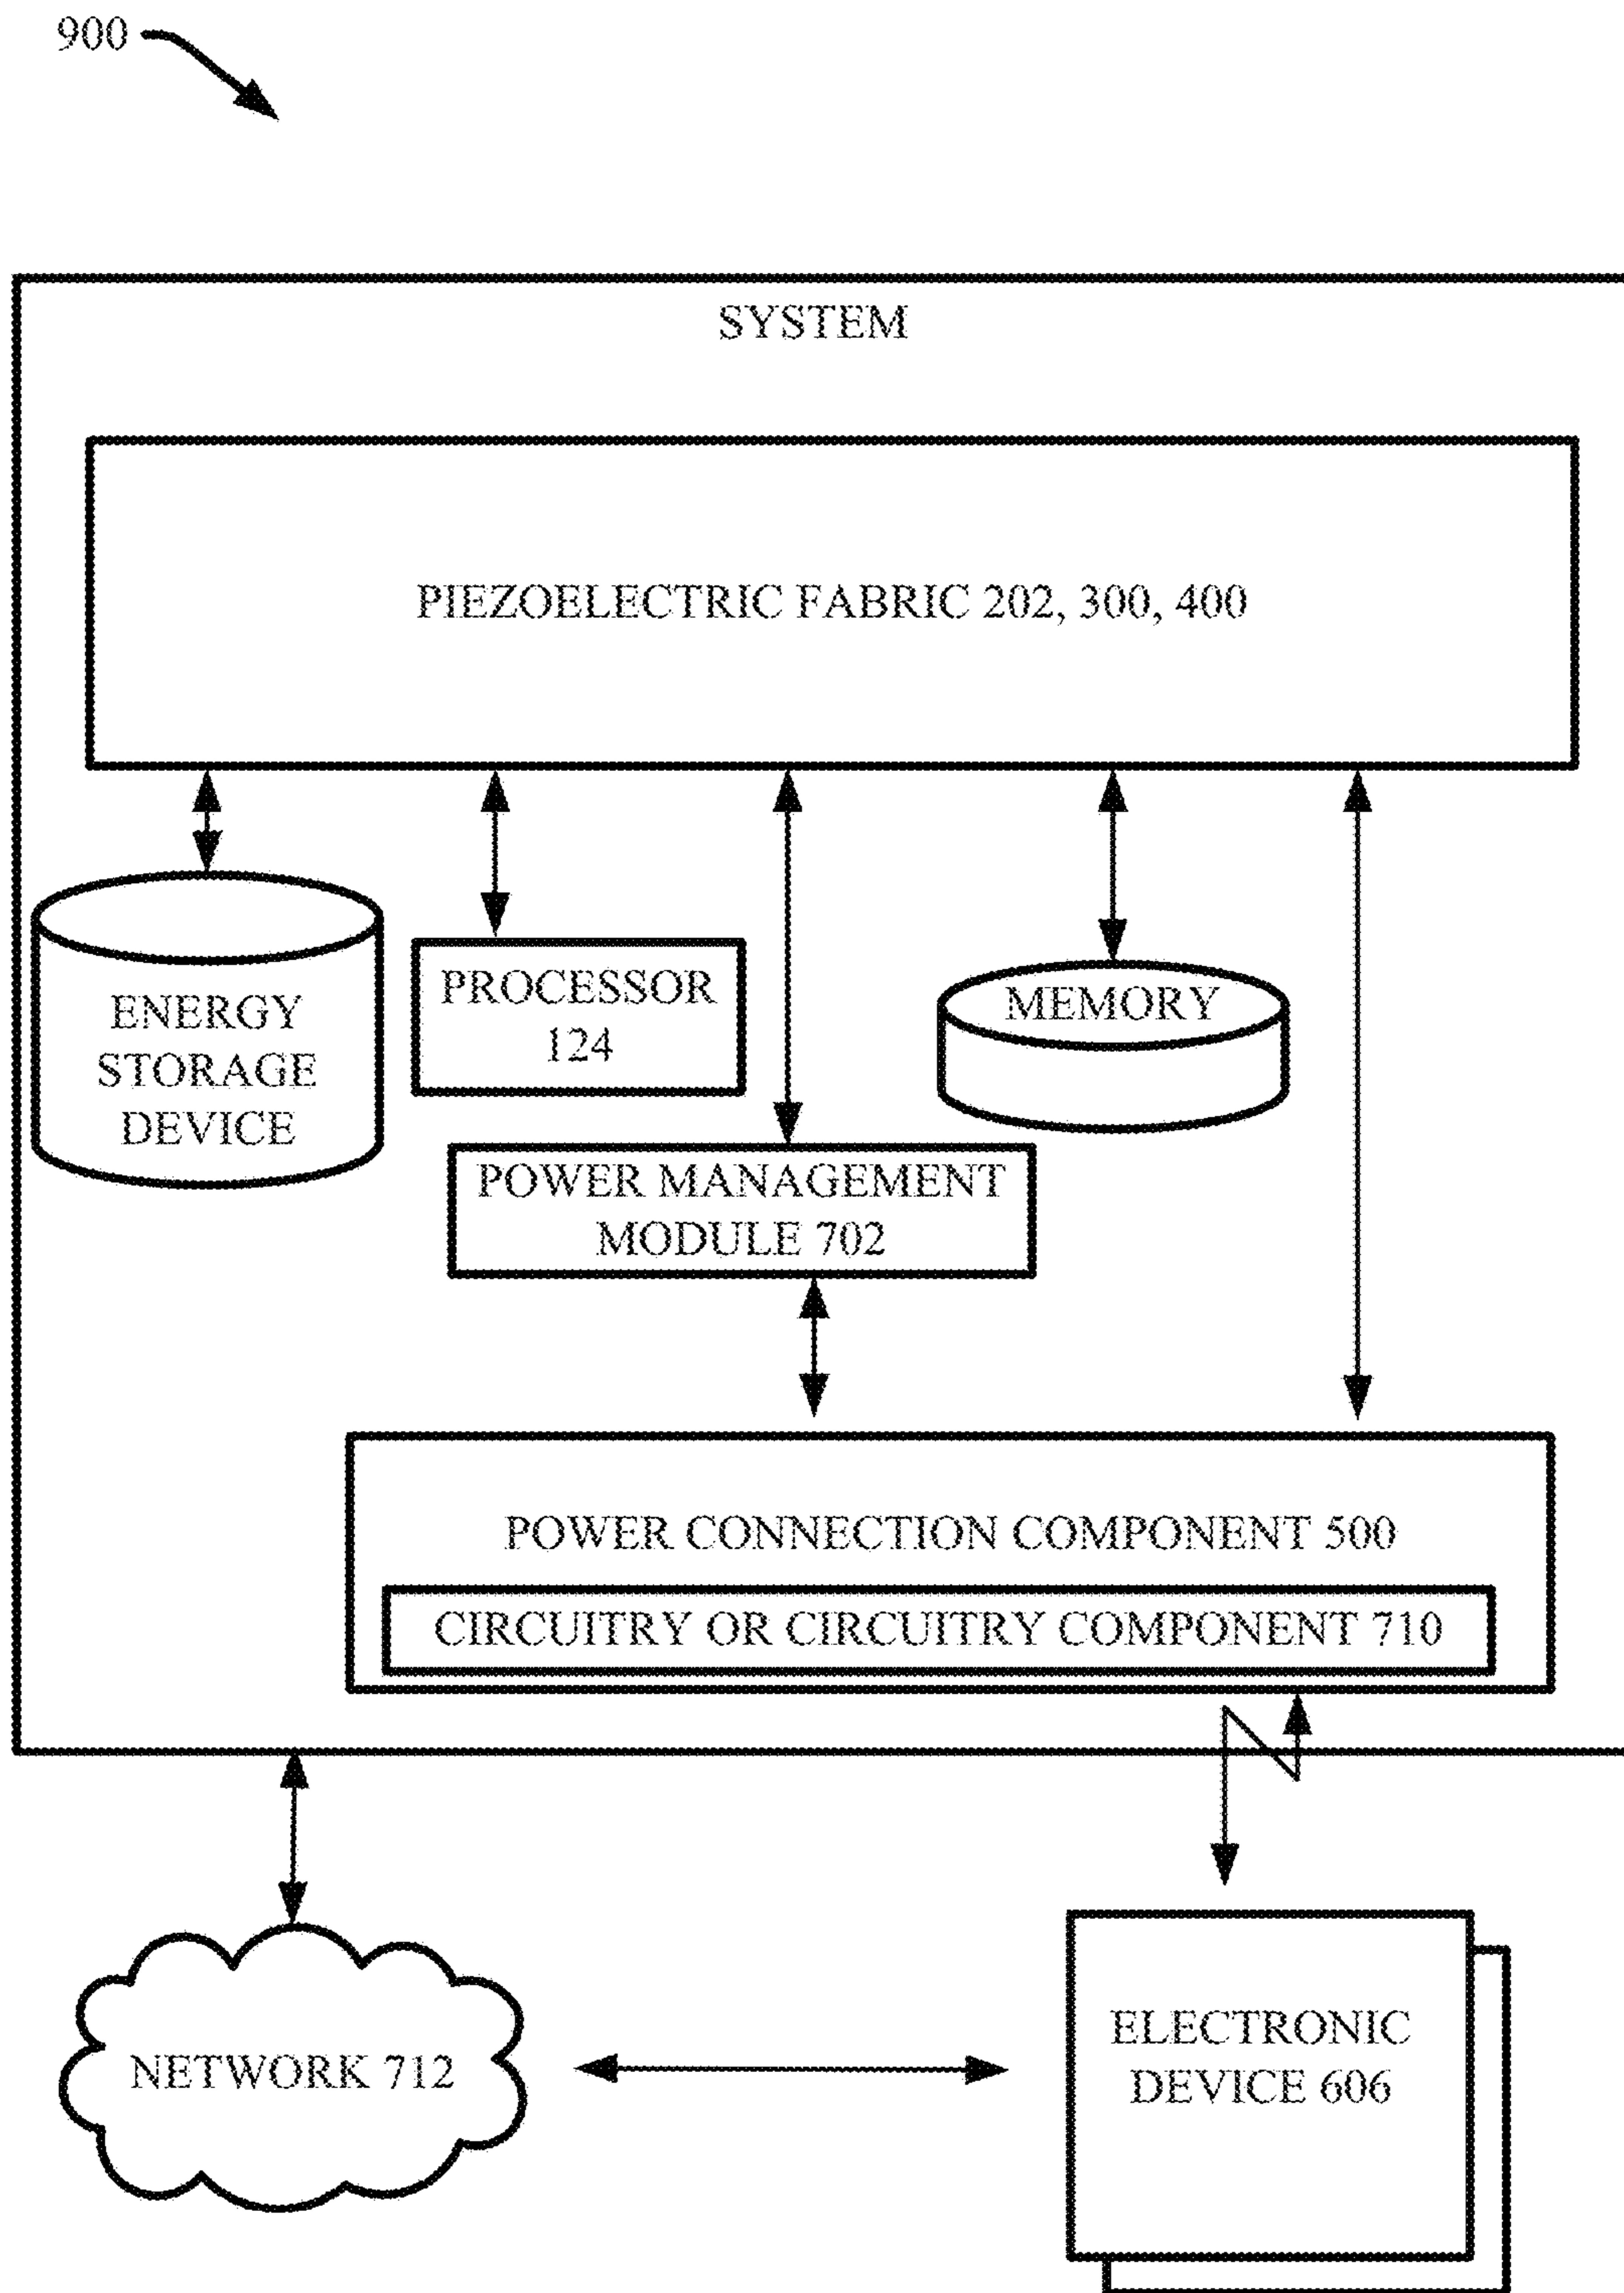 900
SYSTEM
PIEZOELECTRIC FABRIC 202, 300, 400
ENERGY
STORAGE
DEVICE
PROCESSOR
124
MEMORY
POWER MANAGEMENT
MODULE 702
POWER CONNECTION COMPONENT 500
CIRCUITRY OR CIRCUITRY COMPONENT 710
NETWORK 712
ELECTRONIC
DEVICE 606